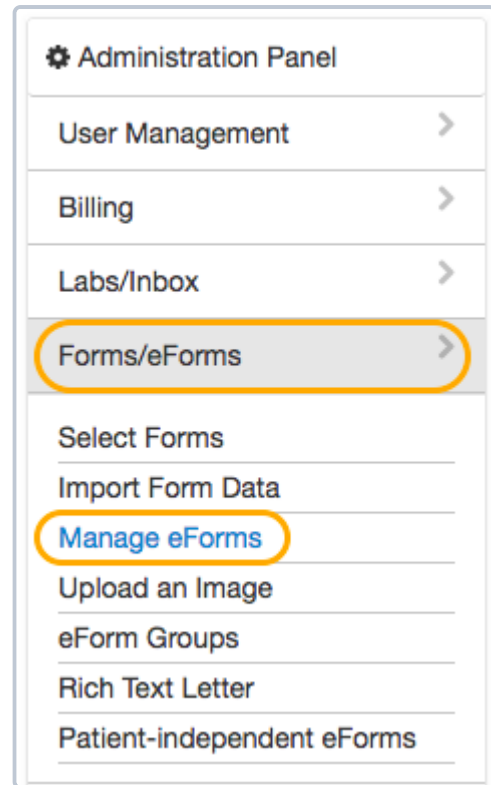 Administration Panel
User Management
Billing
Labs/Inbox
Forms/eForms
Select Forms
Import Form Data
Manage eForms
Upload an Image
eForm Groups
Rich Text Letter
Patient-independent eForms